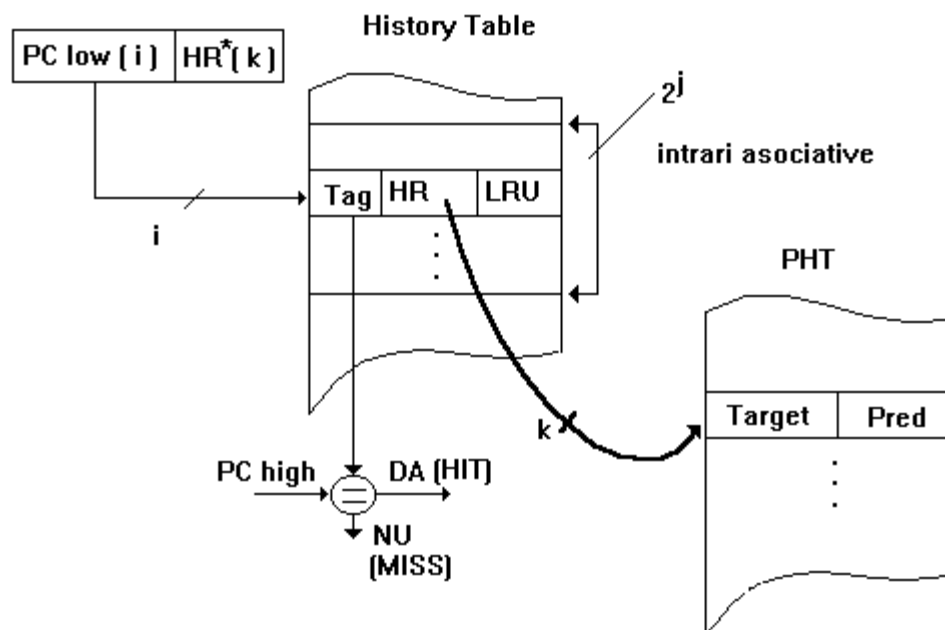 History Table
PC low ( i ) HR*( k )
2j
intrari asociative
Tag HR LRU
i
PHT
Target Pred
k
PC high DA (HIT)
NU
(MISS)